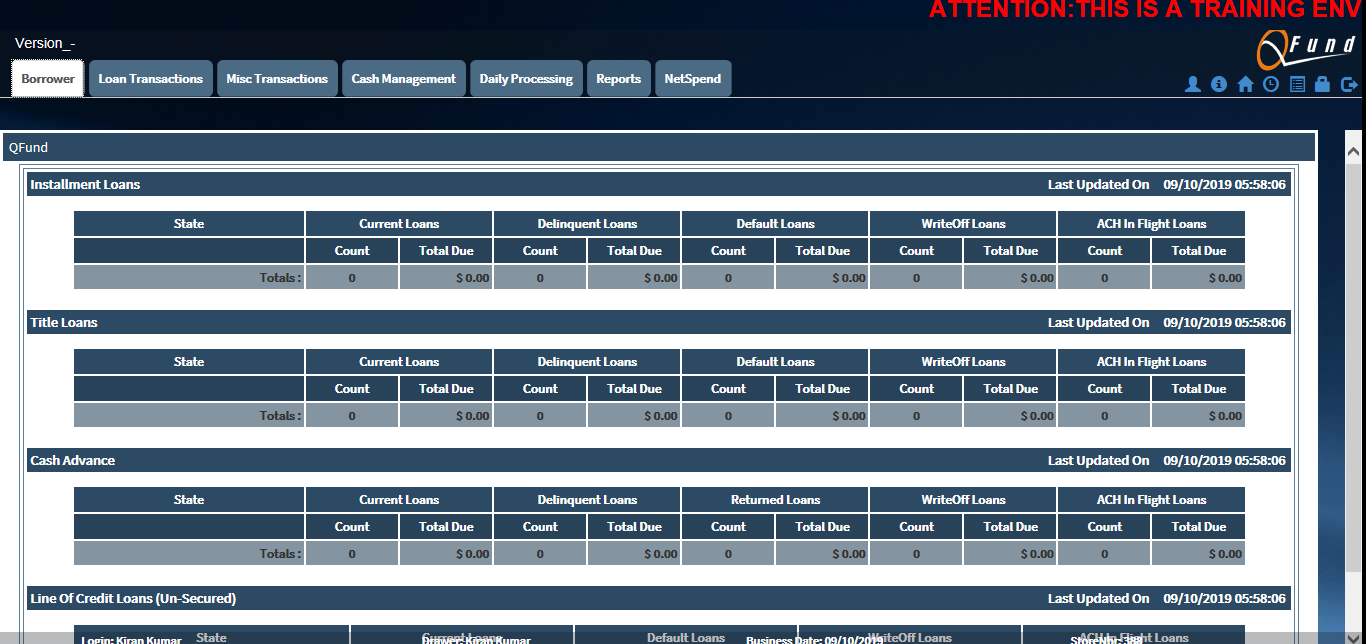 ATTENTION:THIS IS A TRAINING ENV
Version_-
QFund
Borrower Loan Transactions Misc Transactions Cash Management Daily Processing Reports NetSpend
QFund
Installment Loans Last Updated On 09/10/2019 05:58:06
State Current Loans Delinquent Loans Default Loans WriteOff Loans ACH In Flight Loans
Count Total Due Count Total Due Count Total Due Count Total Due Count Total Due
Totals : 0 $ 0.00 0 $ 0.00 0 $ 0.00 0 $ 0.00 0 $ 0.00
Title Loans Last Updated On 09/10/2019 05:58:06
State Current Loans Delinquent Loans Default Loans WriteOff Loans ACH In Flight Loans
Count Total Due Count Total Due Count Total Due Count Total Due Count Total Due
Totals : 0 $ 0.00 0 $ 0.00 0 $ 0.00 0 $ 0.00 0 $ 0.00
Cash Advance Last Updated On 09/10/2019 05:58:06
State Current Loans Delinquent Loans Returned Loans WriteOff Loans ACH In Flight Loans
Count Total Due Count Total Due Count Total Due Count Total Due Count Total Due
Totals : 0 $ 0.00 0 $ 0.00 0 $ 0.00 0 $ 0.00 0 $ 0.00
Line Of Credit Loans (Un-Secured) Last Updated On 09/10/2019 05:58:06
State Current Loans Default Loans WriteOff Loans ACH In Flight Loans
Login: Kiran Kumar Drawer: Kiran Kumar Business Date: 09/10/2019 StoreNbr: 388